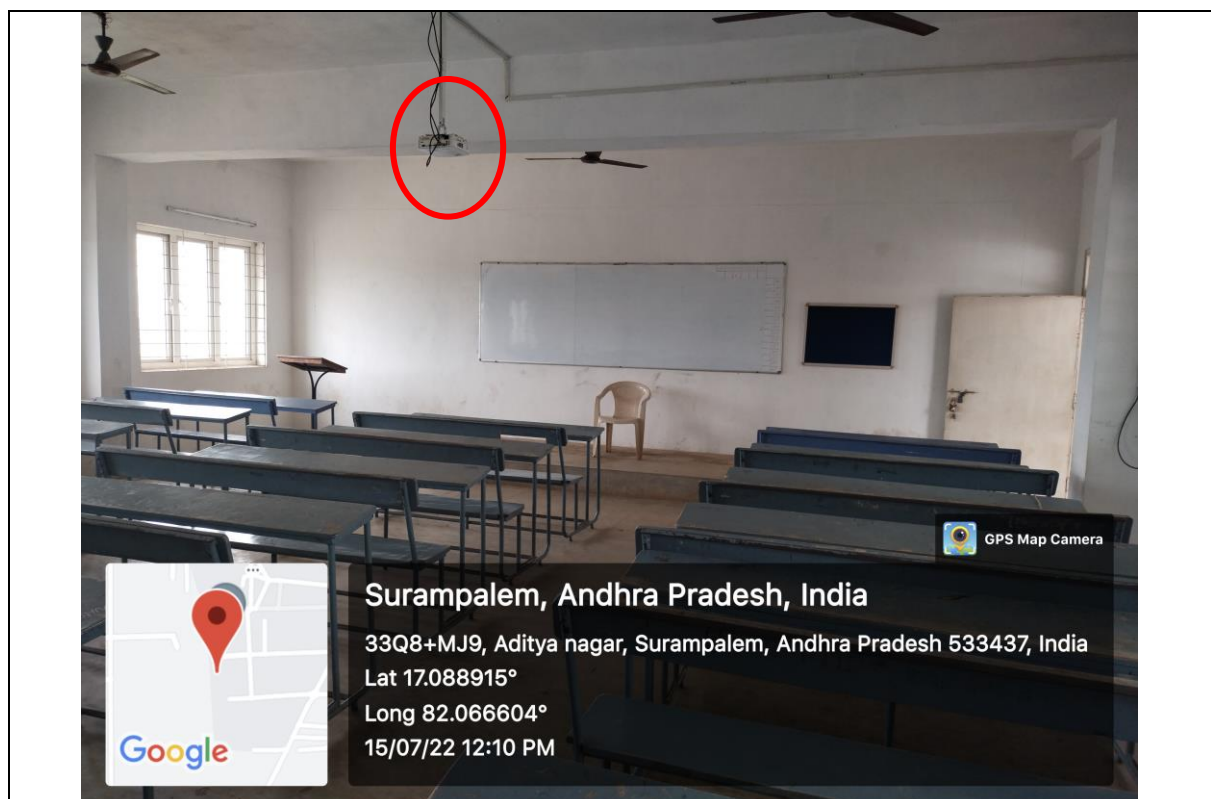 GPS Map Camera
Surampalem, Andhra Pradesh, India
33Q8+MJ9, Aditya nagar, Surampalem, Andhra Pradesh 533437, India
Lat 17.088915°
Long 82.066604°
15/07/22 12:10 PM
Google